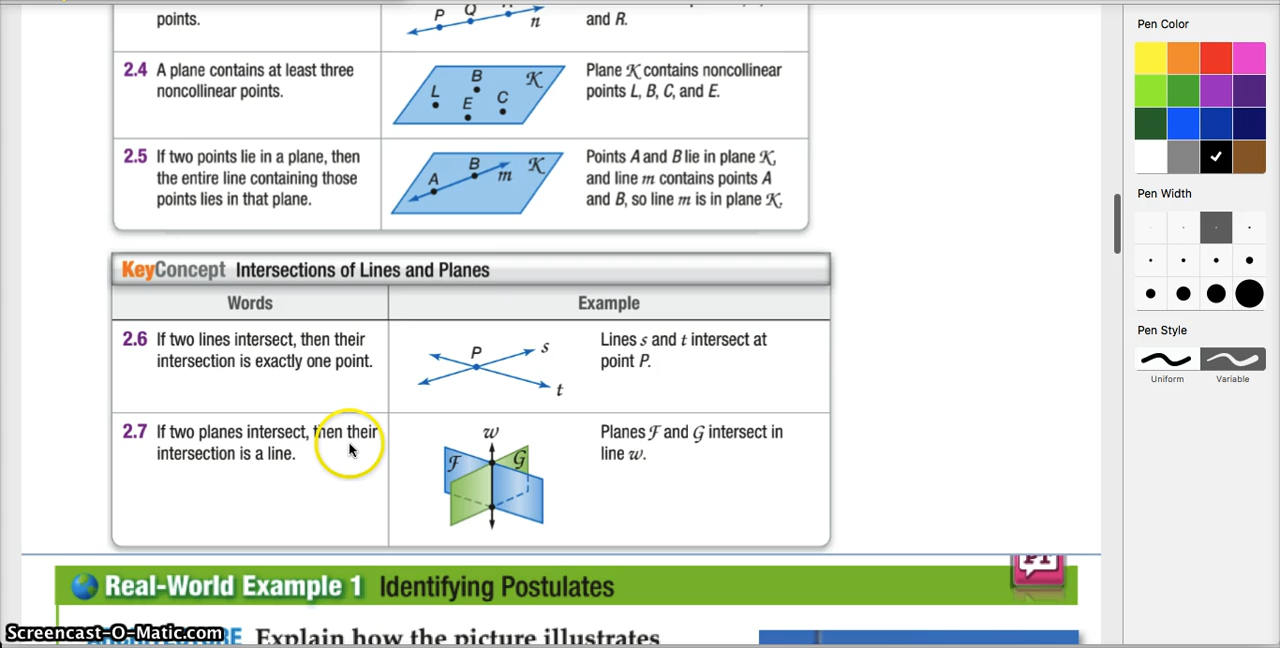 points.
P
Q
n
and R.
2.4 A plane contains at least three
noncollinear points.
L
B
E
C
K
Plane K contains noncollinear
points L, B, C, and E.
2.5 If two points lie in a plane, then
the entire line containing those
points lies in that plane.
A
B
m
K
Points A and B lie in plane K,
and line m contains points A
and B, so line m is in plane K.
KeyConcept Intersections of Lines and Planes
Words
Example
2.6 If two lines intersect, then their
intersection is exactly one point.
P
s
t
Lines s and t intersect at
point P.
2.7 If two planes intersect, then their
intersection is a line.
w
F
G
Planes F and G intersect in
line w.
Real-World Example 1 Identifying Postulates
Explain how the picture illustrates
Screencast-O-Matic.com
Pen Color
Pen Width
Pen Style
Uniform
Variable